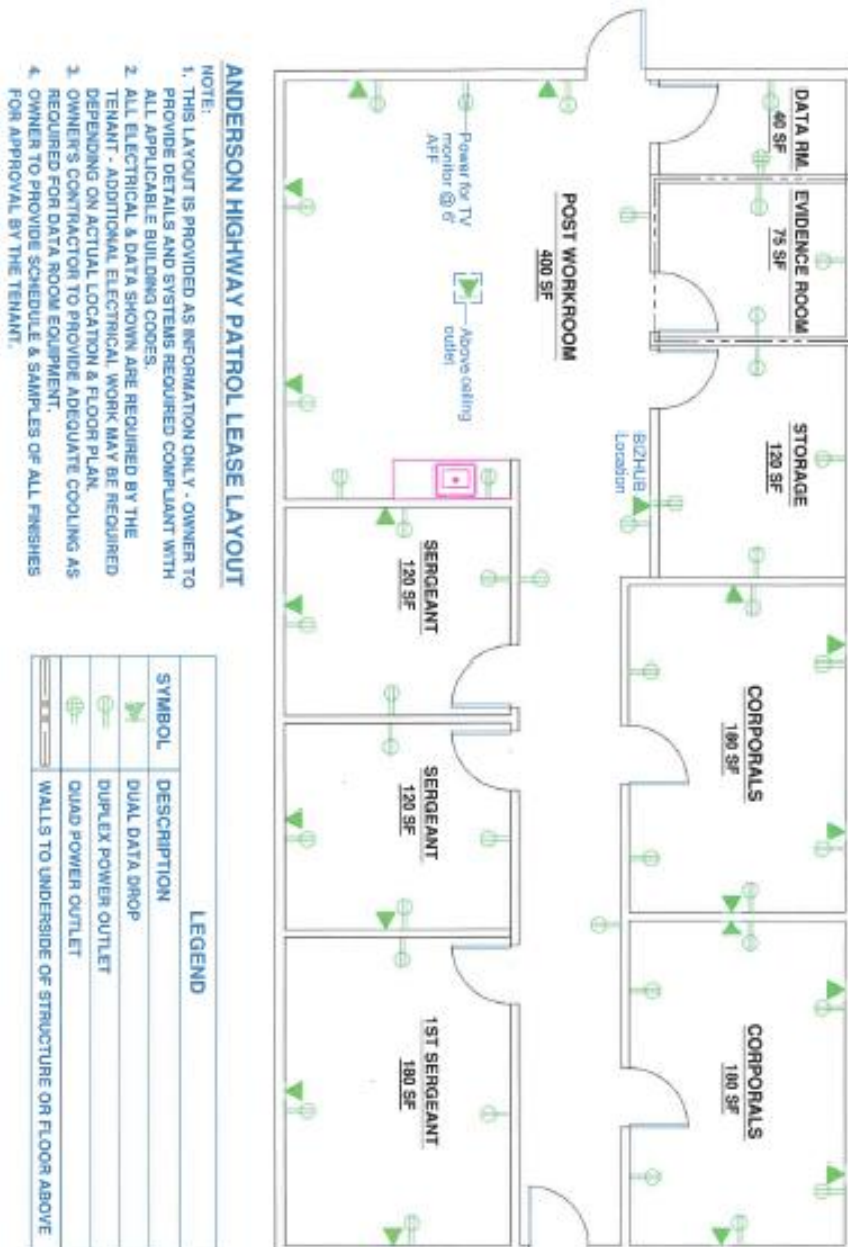 DATA RM.
40 SF
EVIDENCE ROOM
75 SF
STORAGE
120 SF
CORPORALS
180 SF
CORPORALS
180 SF
POST WORKROOM
400 SF
BIZHUB
Location
Power for TV
monitor @ 6'
AFF
Above ceiling
outlet
SERGEANT
120 SF
SERGEANT
120 SF
1ST SERGEANT
180 SF
ANDERSON HIGHWAY PATROL LEASE LAYOUT
NOTE:
1. THIS LAYOUT IS PROVIDED AS INFORMATION ONLY - OWNER TO
PROVIDE DETAILS AND SYSTEMS REQUIRED COMPLIANT WITH
ALL APPLICABLE BUILDING CODES.
2. ALL ELECTRICAL & DATA SHOWN ARE REQUIRED BY THE
TENANT - ADDITIONAL ELECTRICAL WORK MAY BE REQUIRED
DEPENDING ON ACTUAL LOCATION & FLOOR PLAN.
3. OWNER'S CONTRACTOR TO PROVIDE ADEQUATE COOLING AS
REQUIRED FOR DATA ROOM EQUIPMENT.
4. OWNER TO PROVIDE SCHEDULE & SAMPLES OF ALL FINISHES
FOR APPROVAL BY THE TENANT.
LEGEND
SYMBOL DESCRIPTION
DUAL DATA DROP
DUPLEX POWER OUTLET
QUAD POWER OUTLET
WALLS TO UNDERSIDE OF STRUCTURE OR FLOOR ABOVE